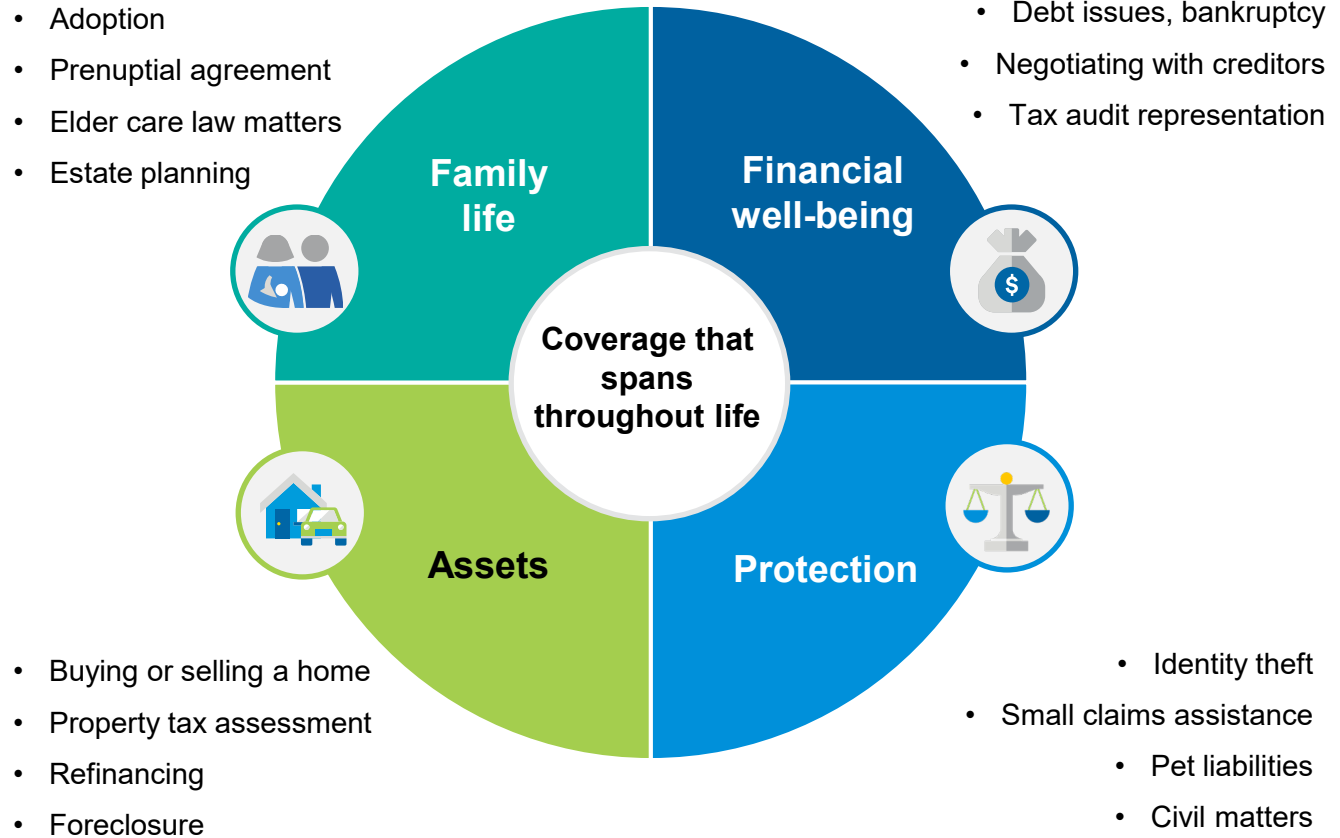 • Adoption
• Prenuptial agreement
• Elder care law matters
• Estate planning
• Debt issues, bankruptcy
• Negotiating with creditors
• Tax audit representation
Family
life
Financial
well-being
$
Coverage that
spans
throughout life
Assets
Protection
• Buying or selling a home
• Property tax assessment
• Refinancing
• Foreclosure
• Identity theft
• Small claims assistance
• Pet liabilities
• Civil matters